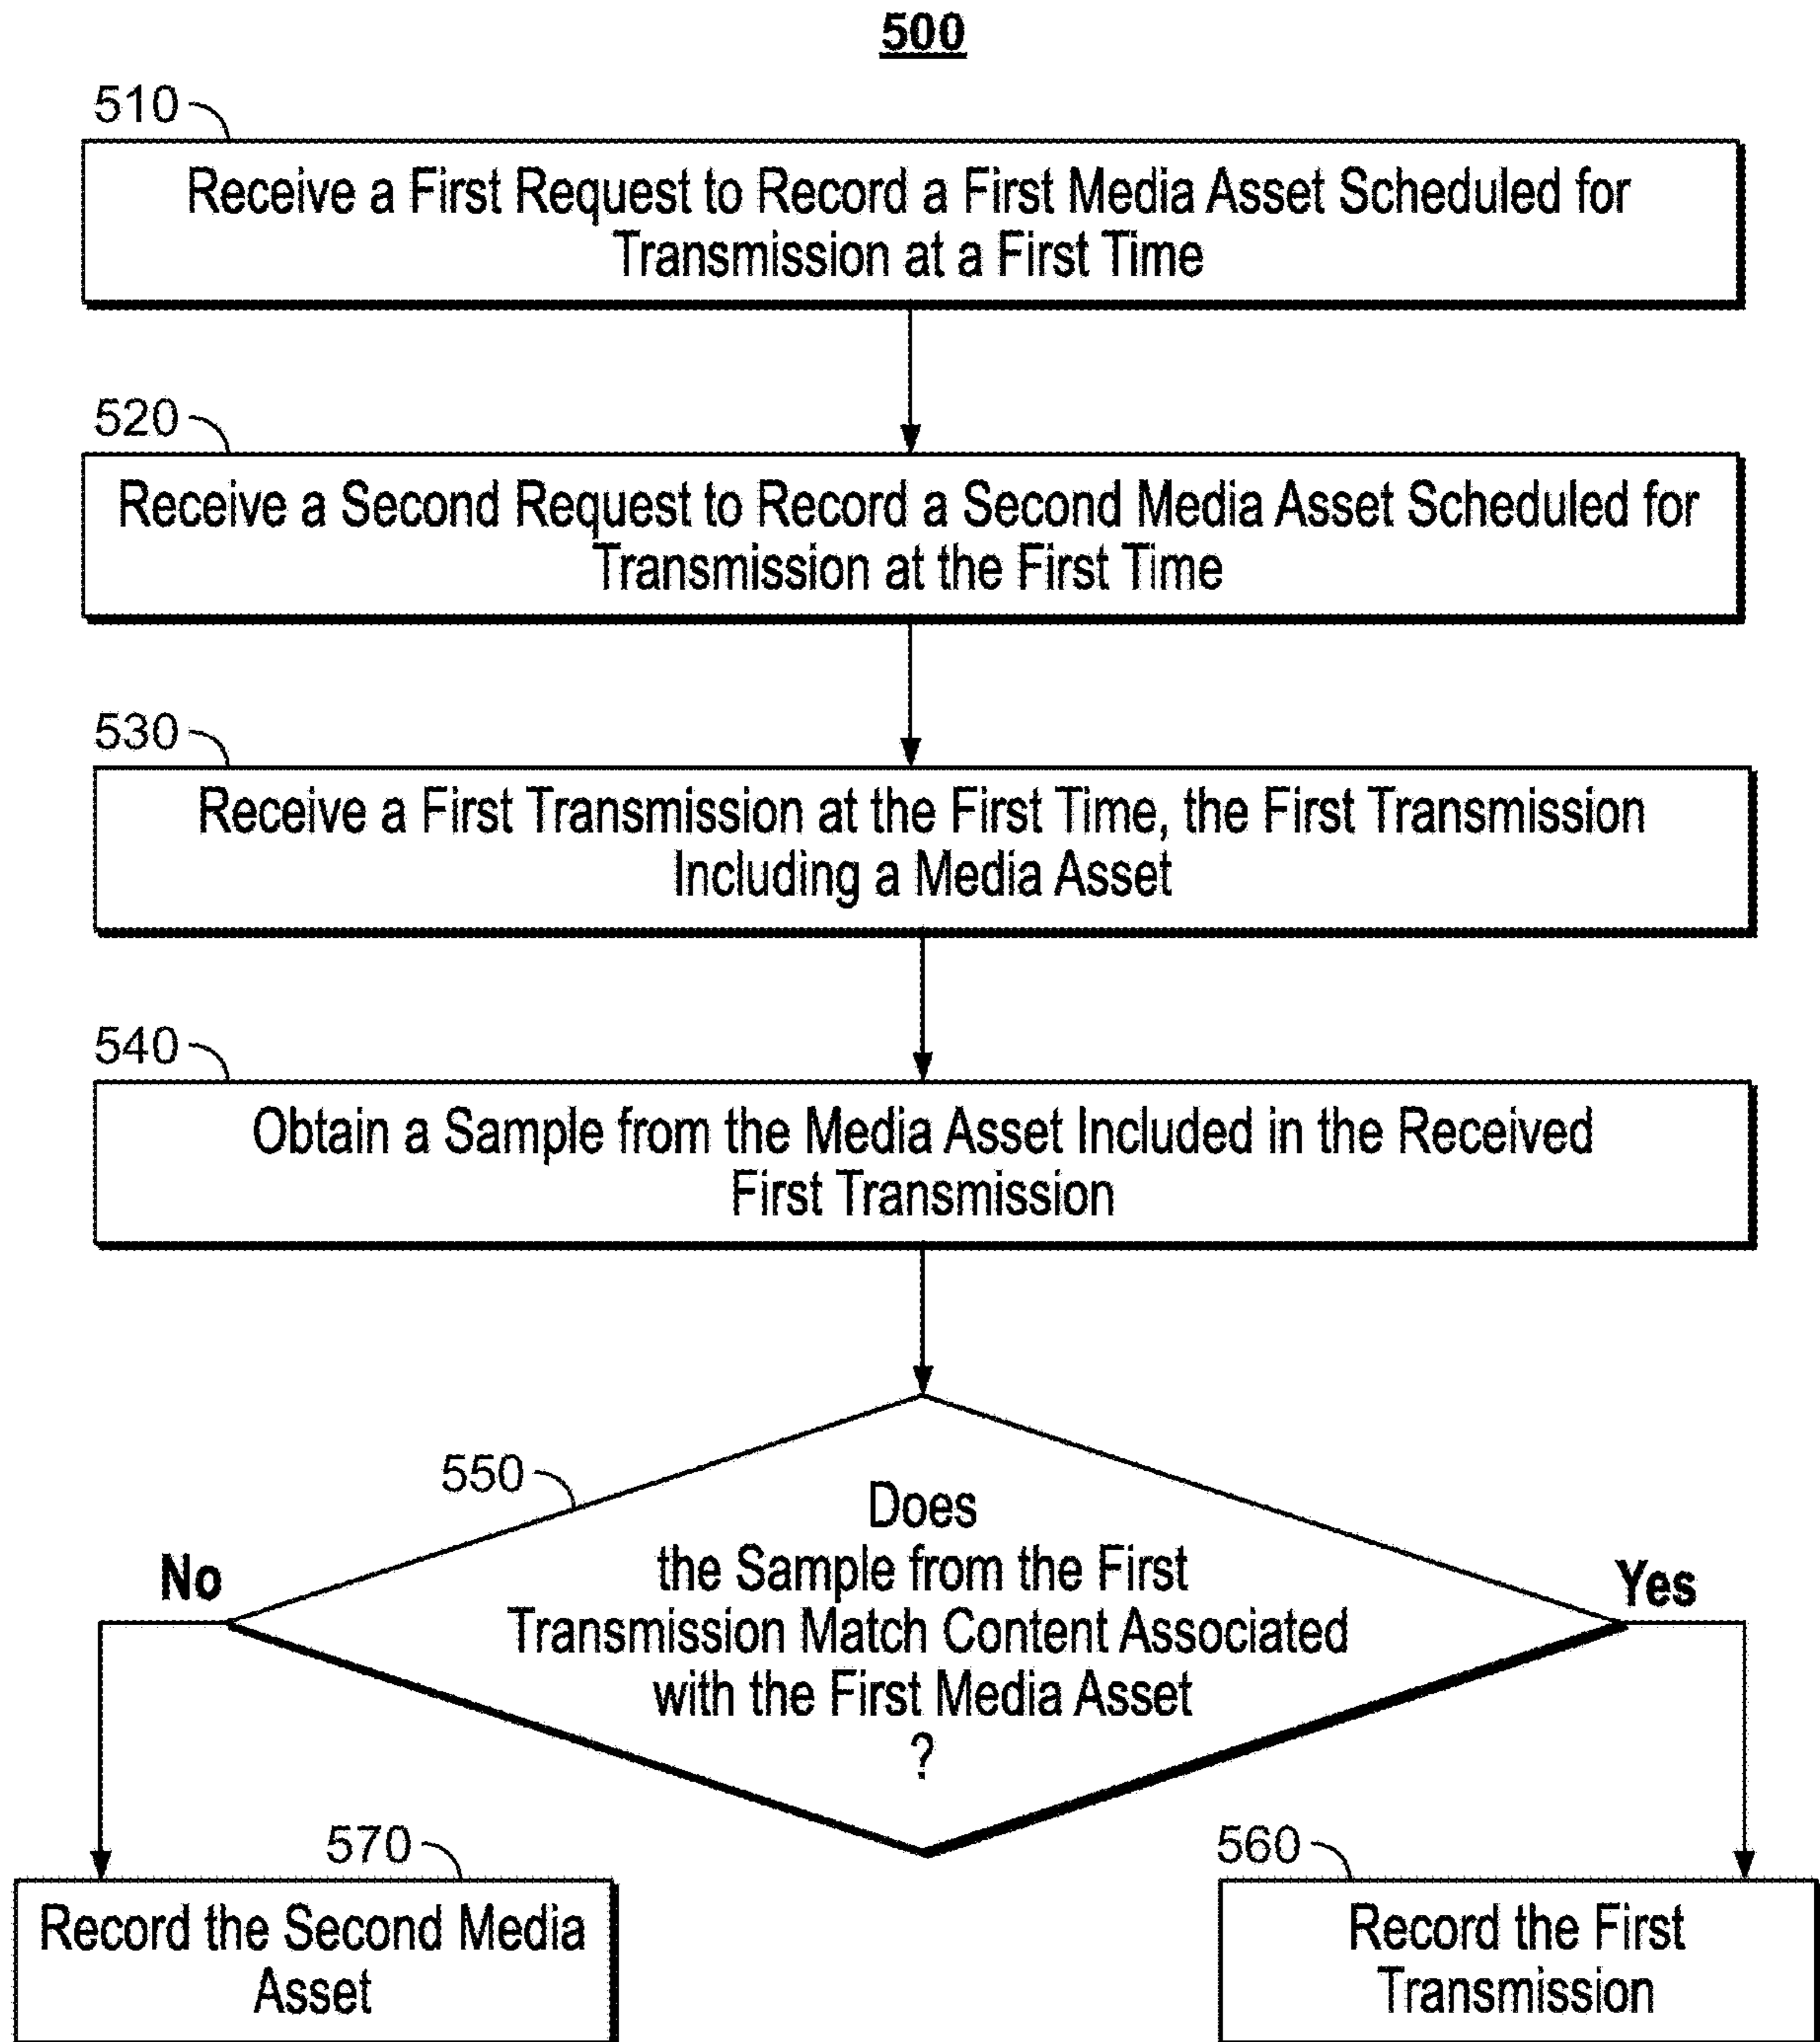 500
510
Receive a First Request to Record a First Media Asset Scheduled for
Transmission at a First Time
520
Receive a Second Request to Record a Second Media Asset Scheduled for
Transmission at the First Time
530
Receive a First Transmission at the First Time, the First Transmission
Including a Media Asset
540
Obtain a Sample from the Media Asset Included in the Received
First Transmission
550
Does
the Sample from the First
Transmission Match Content Associated
with the First Media Asset
?
No
Yes
570
Record the Second Media
Asset
560
Record the First
Transmission